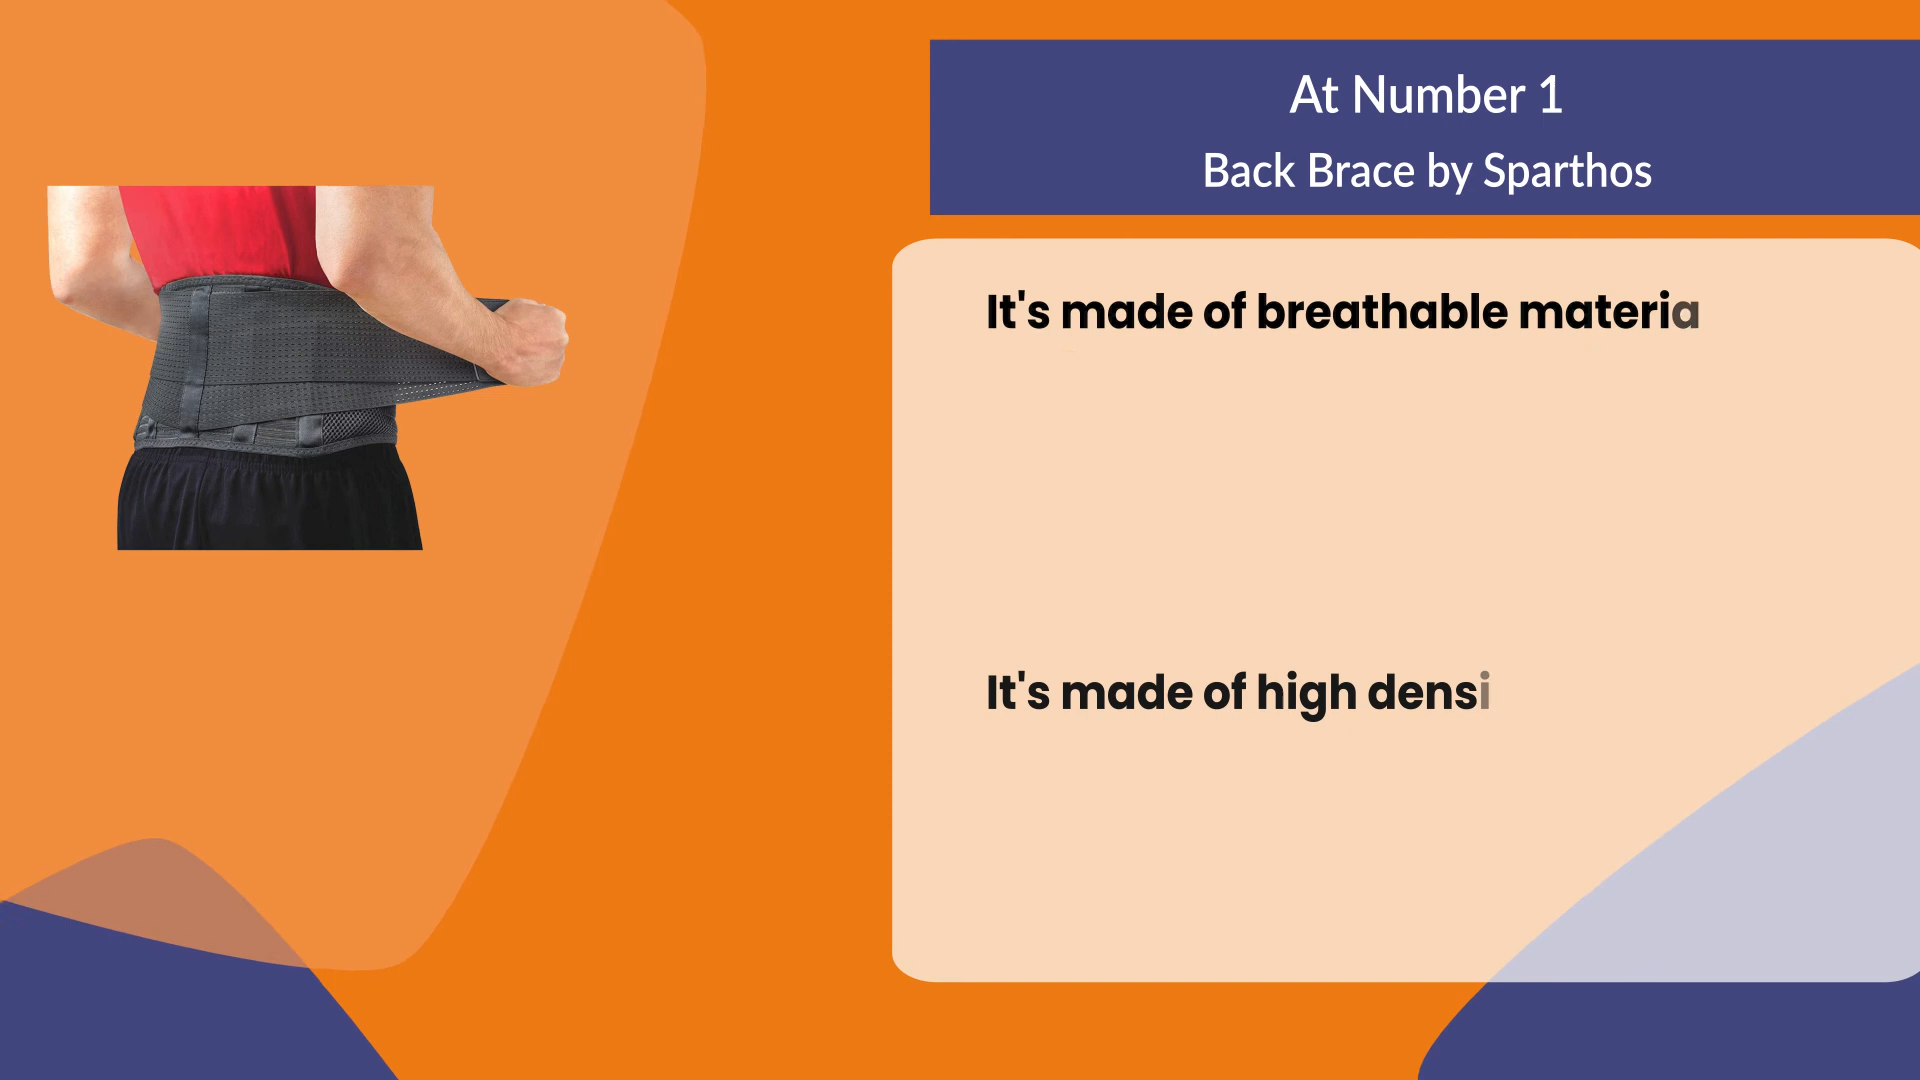 At Number 1
Back Brace by Sparthos
It's made of breathable materia
It's made of high densi